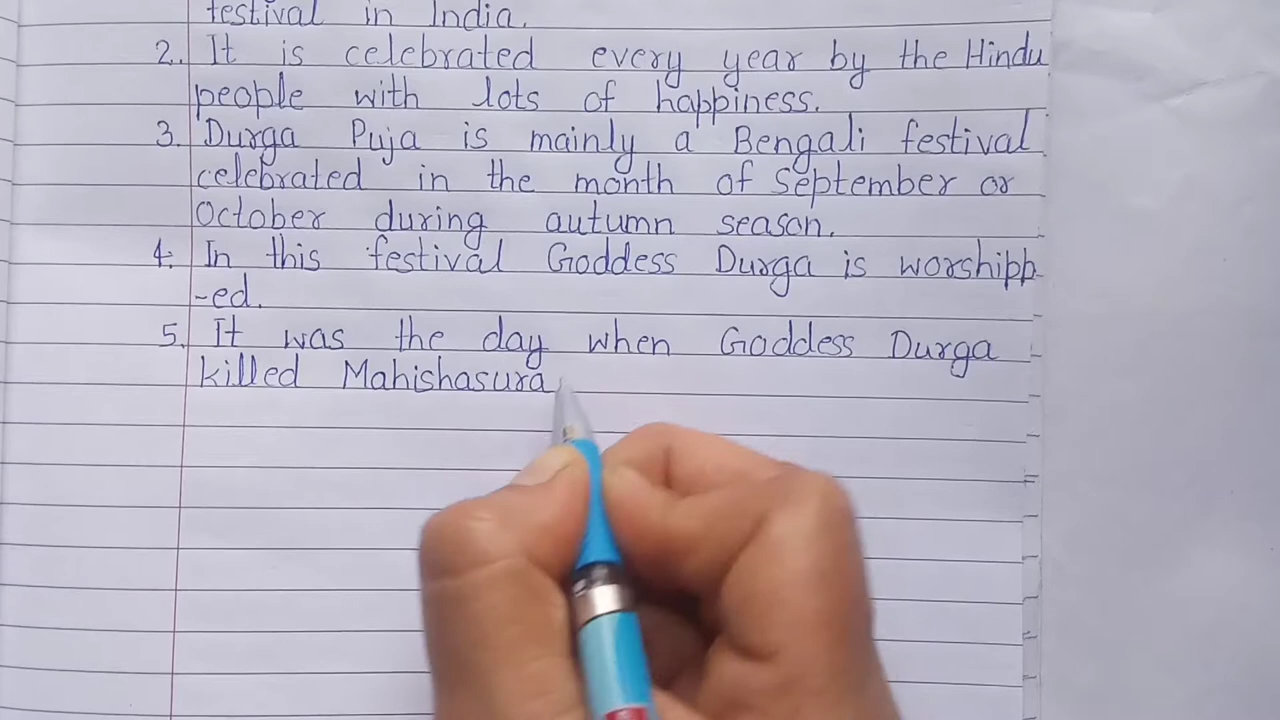 festival in India.
2. It is celebrated every year by the Hindu
people with lots of happiness.
3. Durga Puja is mainly a Bengali festival
celebrated in the month of September or
October during autumn season.
4. In this festival Goddess Durga is worshipp
-ed.
5. It was the day when Goddess Durga
killed Mahishasura